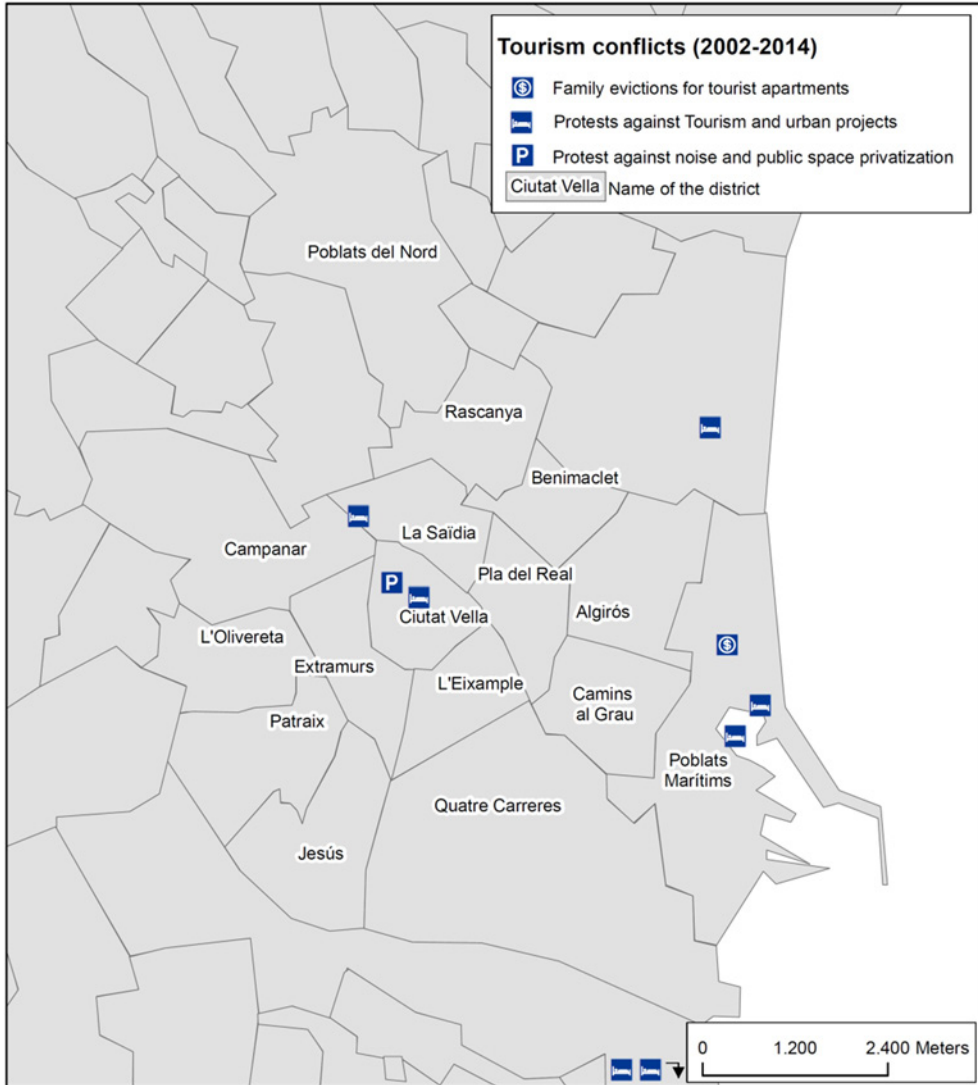 Tourism conflicts (2002-2014)
Family evictions for tourist apartments
Protests against Tourism and urban projects
P Protest against noise and public space privatization
Ciutat Vella Name of the district
Poblats del Nord
Rascanya
Benimaclet
La Saïdia
Campanar
Pla del Real
P
Ciutat Vella
Algirós
L'Olivereta
Extramurs
L'Eixample
Camins
al Grau
Patraix
Poblats
Marítims
Quatre Carreres
Jesús
0 1.200 2.400 Meters